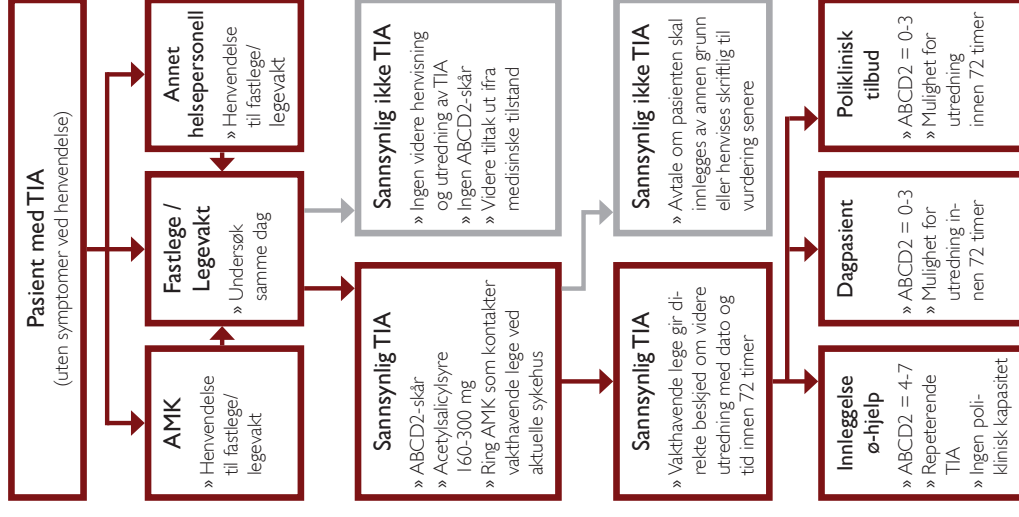 Pasient med TIA
(uten symptomer ved henvendelse)
AMK
» Henvendelse
til fastlege/
legevakt
Fastlege /
Legevakt
» Undersøk
samme dag
Annet
helsepersonell
» Henvendelse
til fastlege/
legevakt
Sannsynlig TIA
» ABCD2-skår
» Acetylsalicylsyre
160-300 mg
» Ring AMK som kontakter
vakthavende lege ved
aktuelle sykehus
Sannsynlig ikke TIA
» Ingen videre henvisning
og utredning av TIA
» Ingen ABCD2-skår
» Videre tiltak ut ifra
medisinske tilstand
Sannsynlig TIA
» Vakthavende lege gir di-
rekte beskjed om videre
utredning med dato og
tid innen 72 timer
Sannsynlig ikke TIA
» Avtale om pasienten skal
innlegges av annen grunn
eller henvises skriftlig til
vurdering senere
Innleggelse
ø-hjelp
» ABCD2 = 4-7
» Repeterende
TIA
» Ingen poli-
klinisk kapasitet
Dagpasient
» ABCD2 = 0-3
» Mulighet for
utredning in-
nen 72 timer
Poliklinisk
tilbud
» ABCD2 = 0-3
» Mulighet for
utredning
innen 72 timer